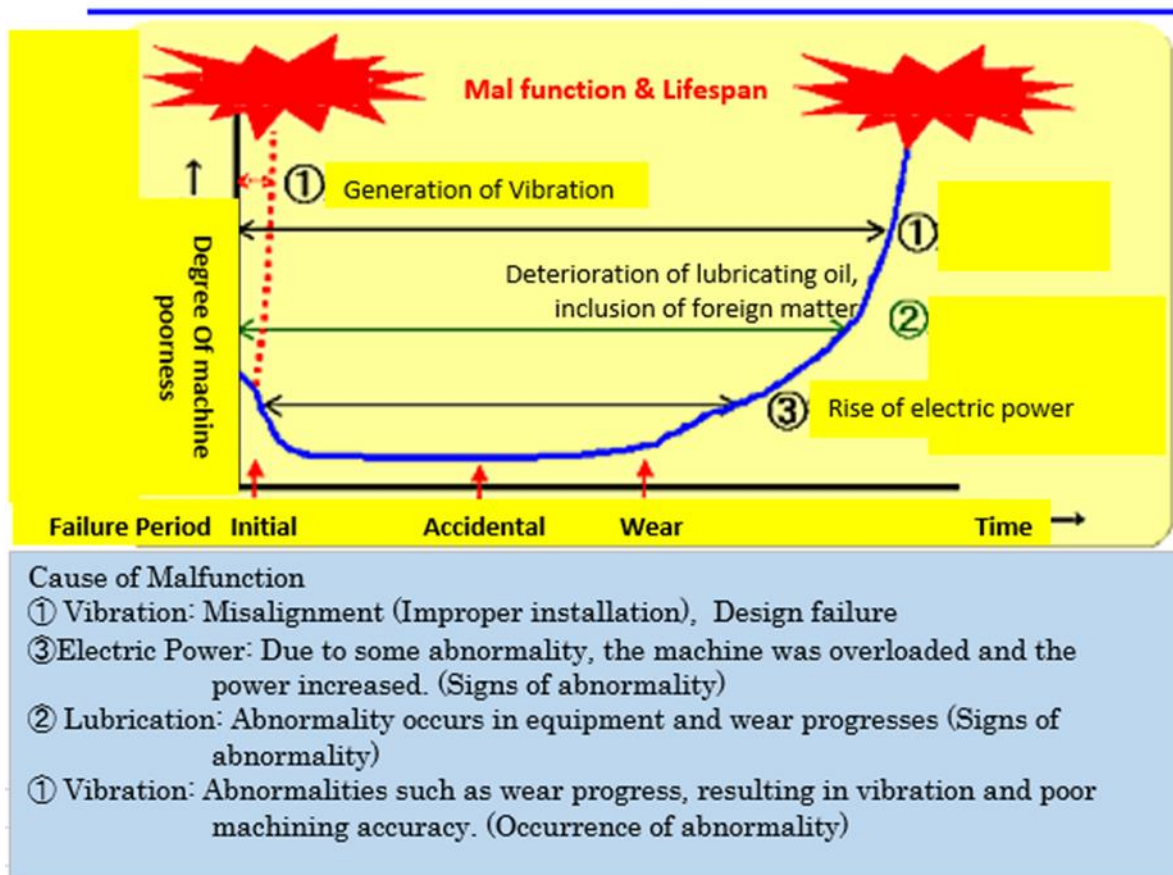 Mal function & Lifespan
↑
① Generation of Vibration
①
Degree Of machine
poorness
Deterioration of lubricating oil,
inclusion of foreign matter
②
③ Rise of electric power
Failure Period Initial Accidental Wear Time →
Cause of Malfunction
① Vibration: Misalignment (Improper installation), Design failure
③Electric Power: Due to some abnormality, the machine was overloaded and the
power increased. (Signs of abnormality)
② Lubrication: Abnormality occurs in equipment and wear progresses (Signs of
abnormality)
① Vibration: Abnormalities such as wear progress, resulting in vibration and poor
machining accuracy. (Occurrence of abnormality)